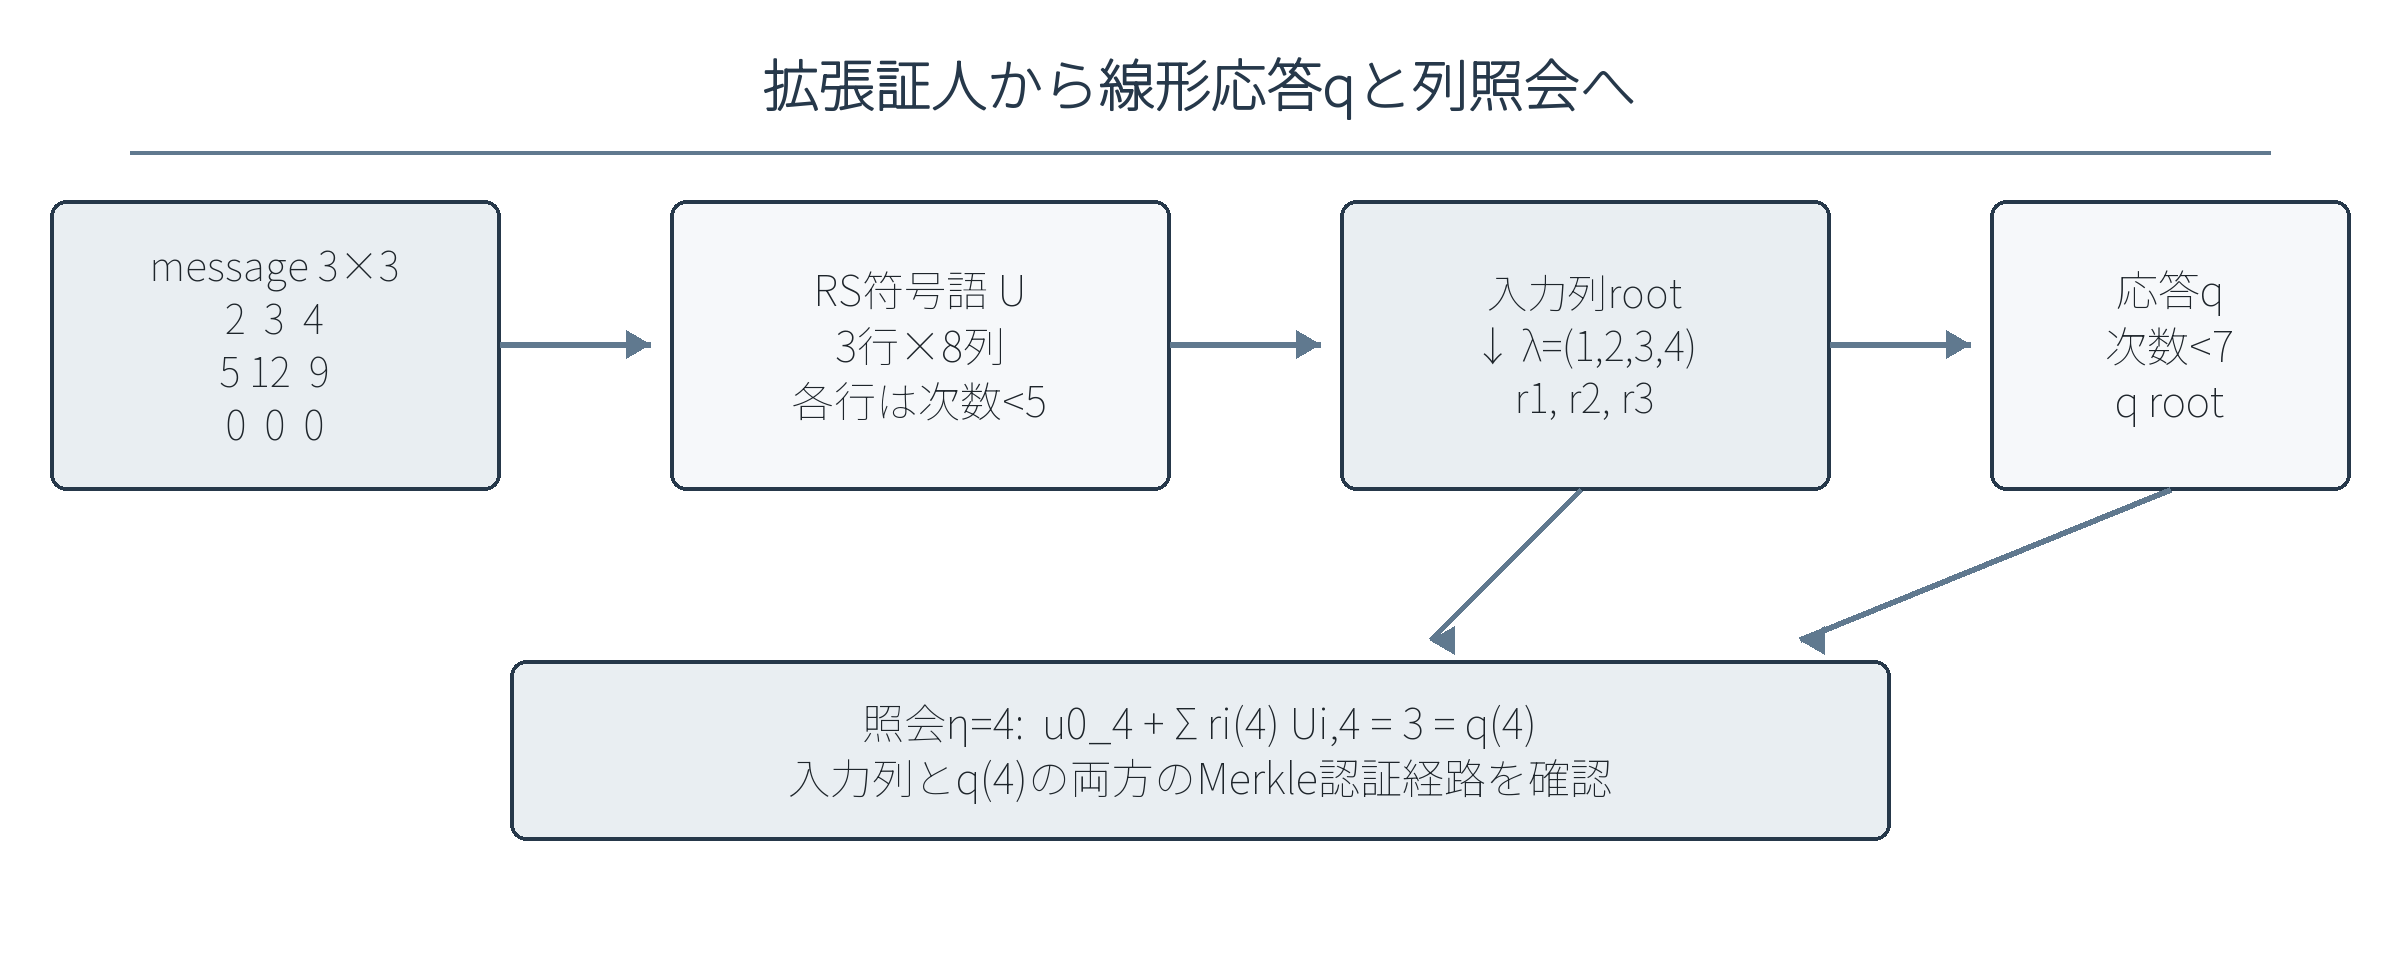 拡張証人から線形応答qと列照会へ
message 3×3
2 3 4
5 12 9
0 0 0
RS符号語 U
3行×8列
各行は次数<5
入力列root
↓ λ=(1,2,3,4)
r1, r2, r3
応答q
次数<7
q root
照会η=4: u0_4 + Σ ri(4) Ui,4 = 3 = q(4)
入力列とq(4)の両方のMerkle認証経路を確認